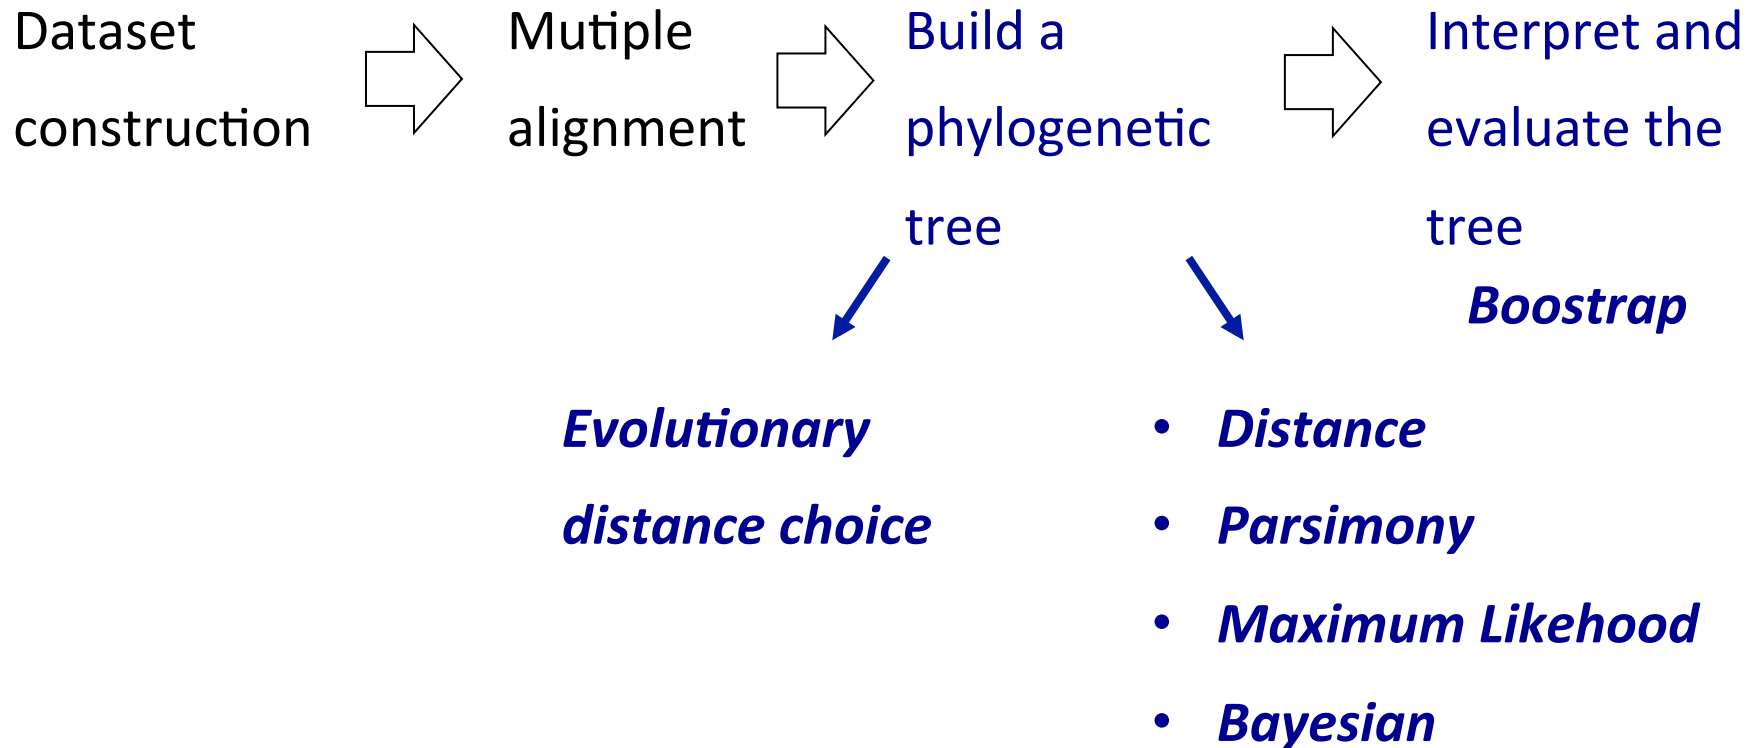 Dataset
construction
Mutiple
alignment
Build a
phylogenetic
tree
Interpret and
evaluate the
tree
Boostrap
Evolutionary
distance choice
• Distance
• Parsimony
• Maximum Likehood
• Bayesian